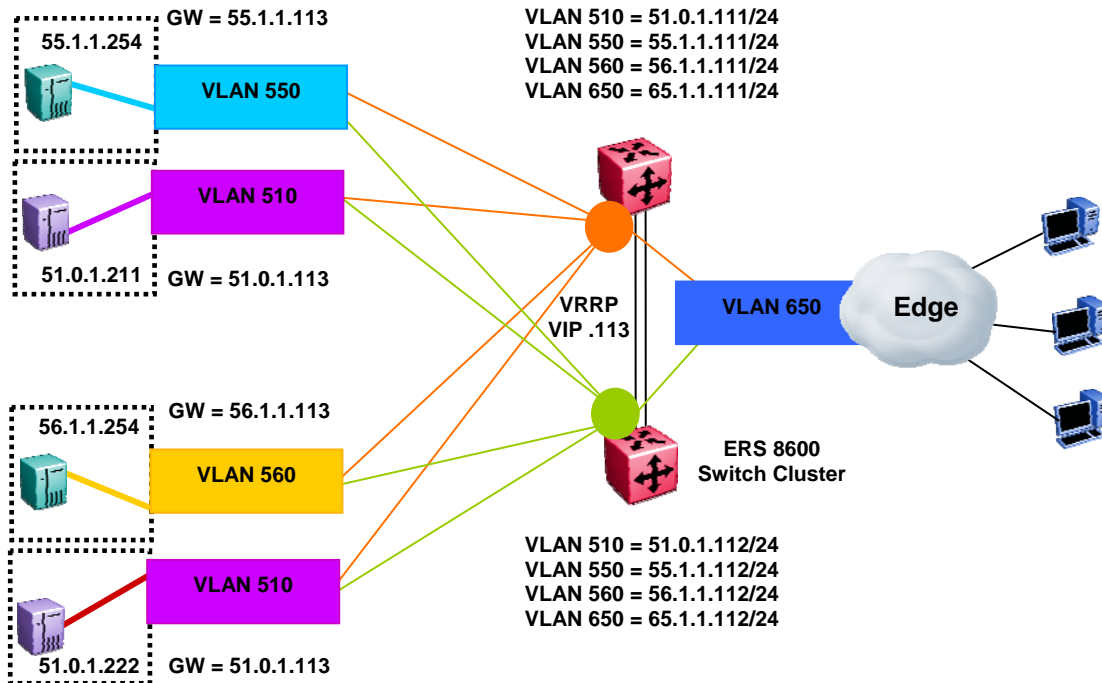 GW = 55.1.1.113
55.1.1.254
VLAN 550
VLAN 510
51.0.1.211
GW = 51.0.1.113
VLAN 510 = 51.0.1.111/24
VLAN 550 = 55.1.1.111/24
VLAN 560 = 56.1.1.111/24
VLAN 650 = 65.1.1.111/24
VRRP
VIP .113
VLAN 650
Edge
GW = 56.1.1.113
56.1.1.254
VLAN 560
VLAN 510
51.0.1.222
GW = 51.0.1.113
ERS 8600
Switch Cluster
VLAN 510 = 51.0.1.112/24
VLAN 550 = 55.1.1.112/24
VLAN 560 = 56.1.1.112/24
VLAN 650 = 65.1.1.112/24